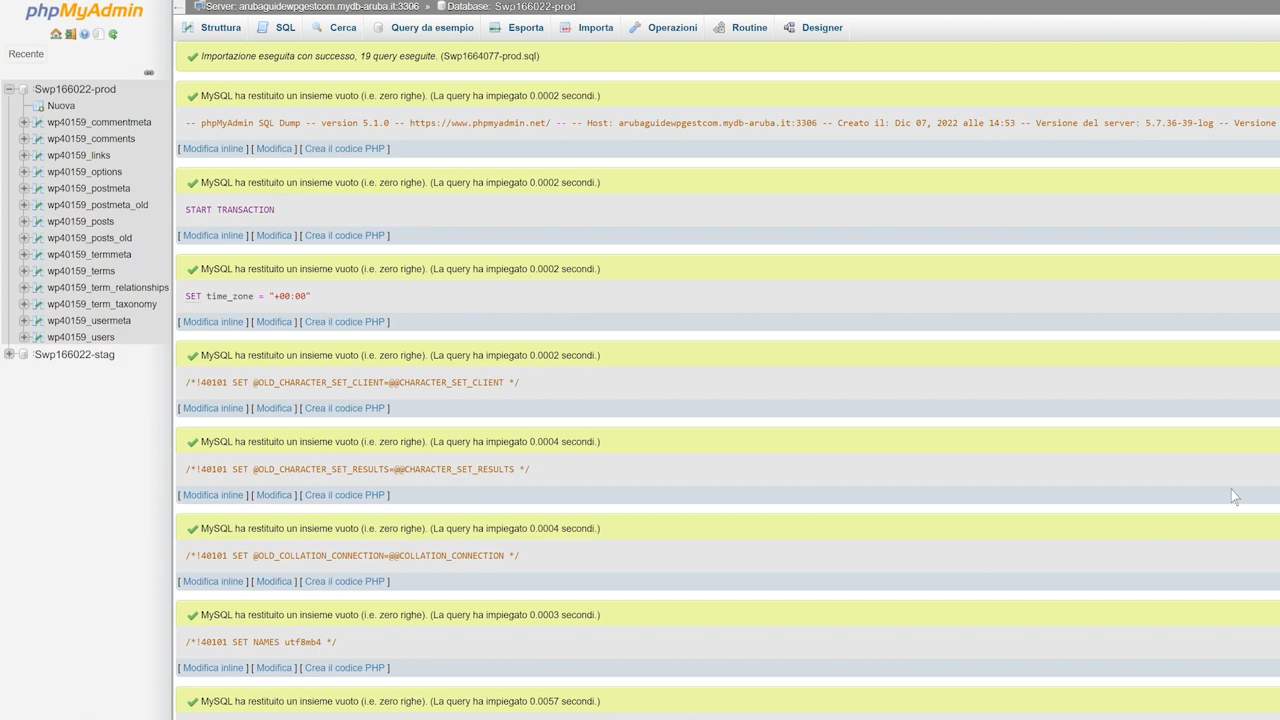 phpMyAdmin
Recente
Swp166022-prod
Nuova
wp40159_commentmeta
wp40159_comments
wp40159_links
wp40159_options
wp40159_postmeta
wp40159_postmeta_old
wp40159_posts
wp40159_posts_old
wp40159_termmeta
wp40159_terms
wp40159_term_relationships
wp40159_term_taxonomy
wp40159_usermeta
wp40159_users
Swp166022-stag
Server: arubaguidewpgestcom.mydb-aruba.it:3306 » Database: Swp166022-prod
Struttura SQL Cerca Query da esempio Esporta Importa Operazioni Routine Designer
Importazione eseguita con successo, 19 query eseguite. (Swp1664077-prod.sql)
MySQL ha restituito un insieme vuoto (i.e. zero righe). (La query ha impiegato 0.0002 secondi.)
-- phpMyAdmin SQL Dump -- version 5.1.0 -- https://www.phpmyadmin.net/ -- -- Host: arubaguidewpgestcom.mydb-aruba.it:3306 -- Creato il: Dic 07, 2022 alle 14:53 -- Versione del server: 5.7.36-39-log -- Versione
[ Modifica inline ] [ Modifica ] [ Crea il codice PHP ]
MySQL ha restituito un insieme vuoto (i.e. zero righe). (La query ha impiegato 0.0002 secondi.)
START TRANSACTION
[ Modifica inline ] [ Modifica ] [ Crea il codice PHP ]
MySQL ha restituito un insieme vuoto (i.e. zero righe). (La query ha impiegato 0.0002 secondi.)
SET time_zone = "+00:00"
[ Modifica inline ] [ Modifica ] [ Crea il codice PHP ]
MySQL ha restituito un insieme vuoto (i.e. zero righe). (La query ha impiegato 0.0002 secondi.)
/*!40101 SET @OLD_CHARACTER_SET_CLIENT=@@CHARACTER_SET_CLIENT */
[ Modifica inline ] [ Modifica ] [ Crea il codice PHP ]
MySQL ha restituito un insieme vuoto (i.e. zero righe). (La query ha impiegato 0.0004 secondi.)
/*!40101 SET @OLD_CHARACTER_SET_RESULTS=@@CHARACTER_SET_RESULTS */
[ Modifica inline ] [ Modifica ] [ Crea il codice PHP ]
MySQL ha restituito un insieme vuoto (i.e. zero righe). (La query ha impiegato 0.0004 secondi.)
/*!40101 SET @OLD_COLLATION_CONNECTION=@@COLLATION_CONNECTION */
[ Modifica inline ] [ Modifica ] [ Crea il codice PHP ]
MySQL ha restituito un insieme vuoto (i.e. zero righe). (La query ha impiegato 0.0003 secondi.)
/*!40101 SET NAMES utf8mb4 */
[ Modifica inline ] [ Modifica ] [ Crea il codice PHP ]
MySQL ha restituito un insieme vuoto (i.e. zero righe). (La query ha impiegato 0.0057 secondi.)